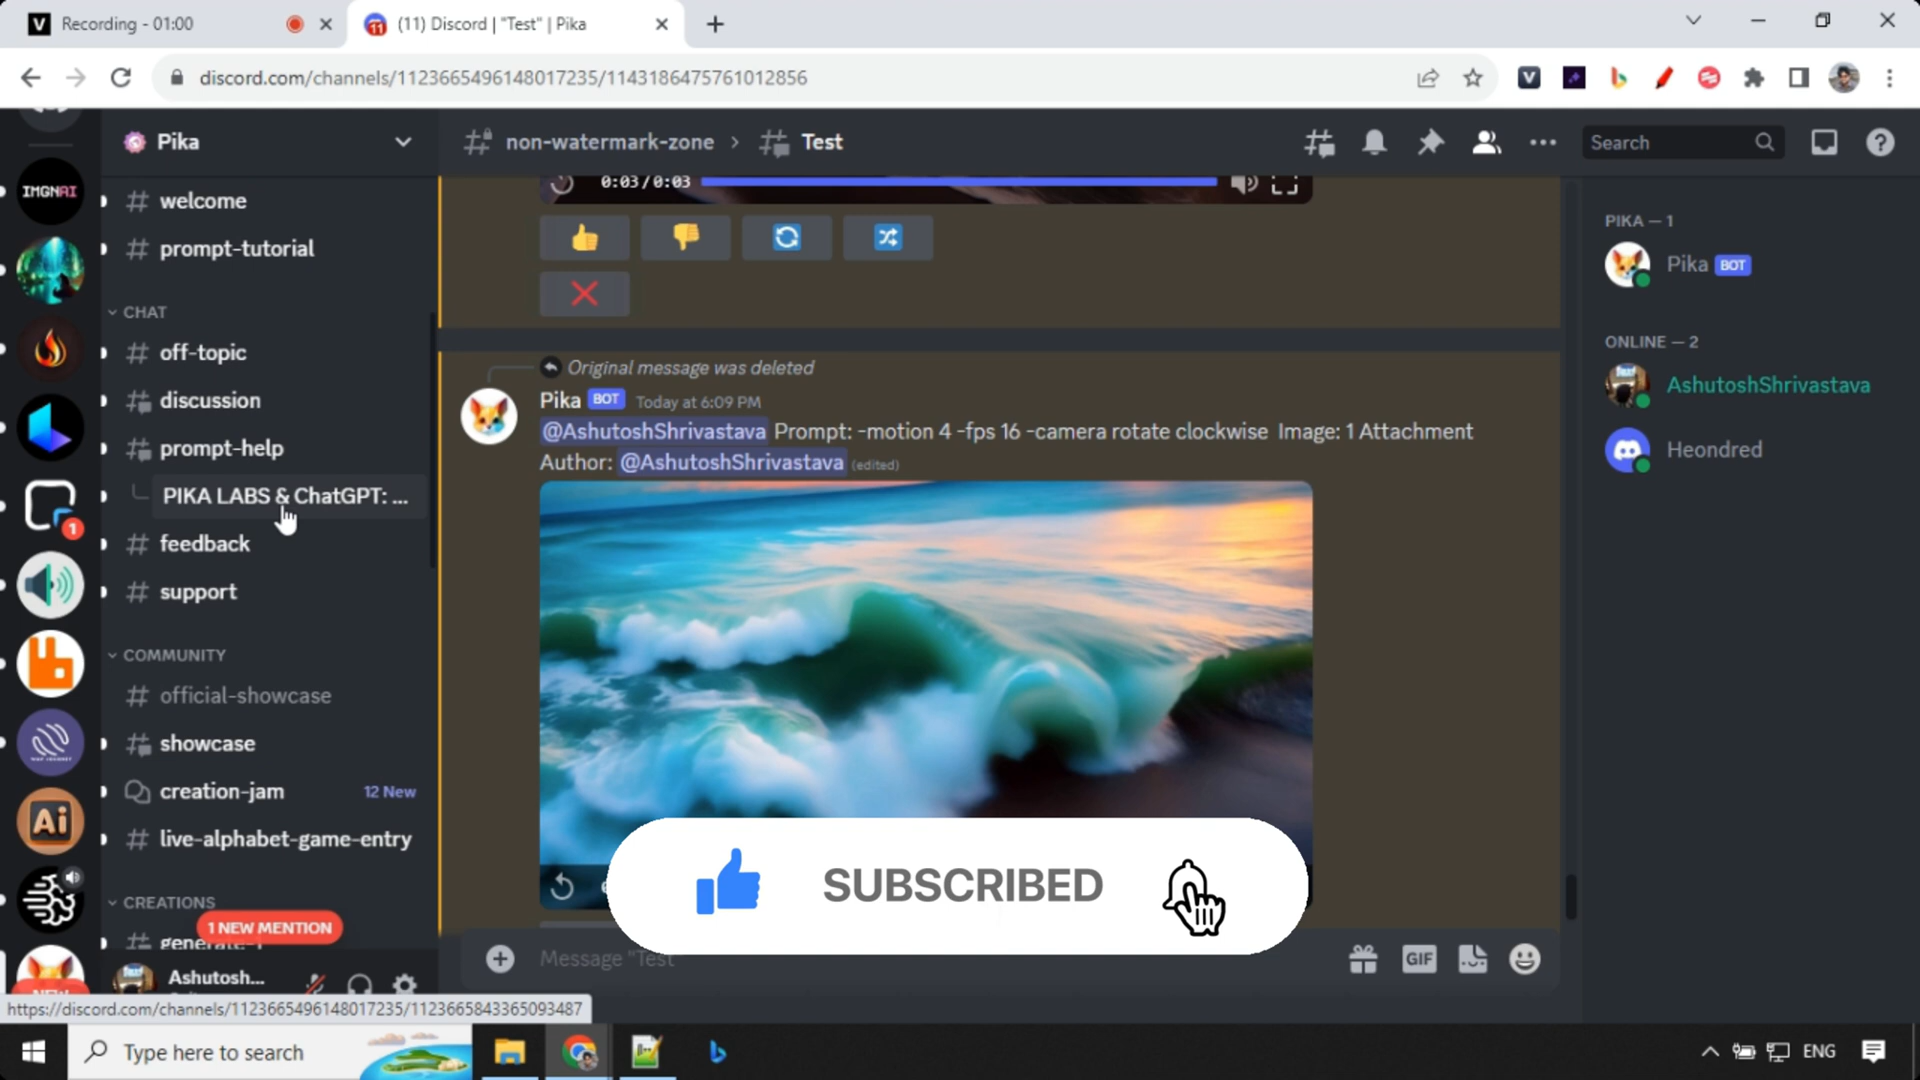 Recording - 01:00
(11) Discord | "Test" | Pika
discord.com/channels/1123665496148017235/1143186475761012856
IMGNAI
Pika
welcome
prompt-tutorial
CHAT
off-topic
discussion
prompt-help
PIKA LABS & ChatGPT: ...
feedback
support
COMMUNITY
official-showcase
showcase
creation-jam 12 New
live-alphabet-game-entry
CREATIONS
1 NEW MENTION
Ashutosh...
non-watermark-zone > Test
Search
0:03/0:03
Original message was deleted
Pika BOT Today at 6:09 PM
@AshutoshShrivastava Prompt: -motion 4 -fps 16 -camera rotate clockwise Image: 1 Attachment
Author: @AshutoshShrivastava (edited)
SUBSCRIBED
Message "Test"
GIF
PIKA — 1
Pika BOT
ONLINE — 2
AshutoshShrivastava
Heondred
1
Ai
NEW
https://discord.com/channels/1123665496148017235/1123665843365093487
Type here to search
ENG